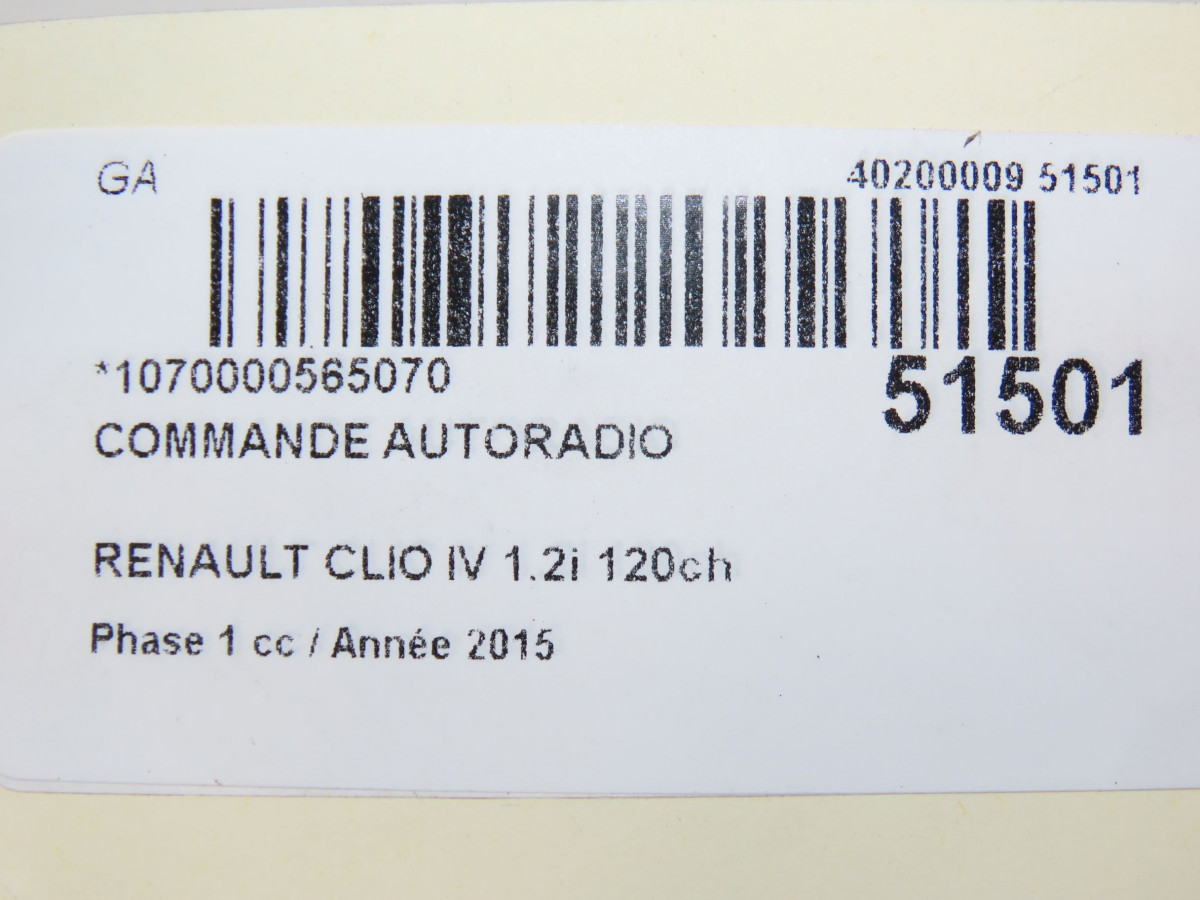 GA
40200009 51501
*1070000565070
51501
COMMANDE AUTORADIO
RENAULT CLIO IV 1.2i 120ch
Phase 1 cc / Année 2015